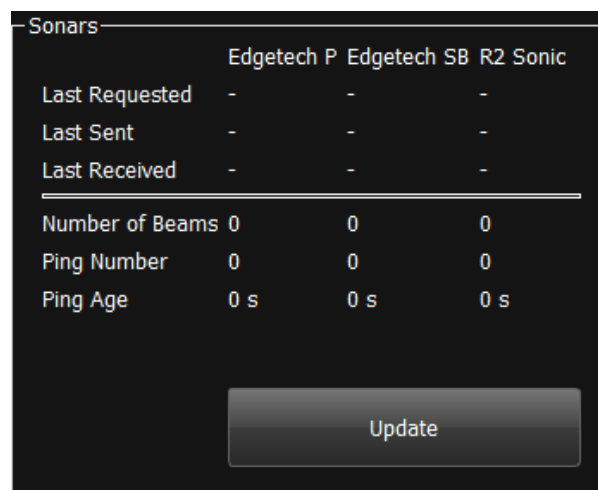 Sonars
Edgetech P Edgetech SB R2 Sonic
Last Requested - - -
Last Sent - - -
Last Received - - -
Number of Beams 0 0 0
Ping Number 0 0 0
Ping Age 0 s 0 s 0 s
Update